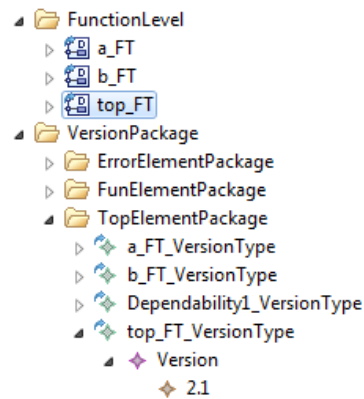 FunctionLevel
a_FT
b_FT
top_FT
VersionPackage
ErrorElementPackage
FunElementPackage
TopElementPackage
a_FT_VersionType
b_FT_VersionType
Dependability1_VersionType
top_FT_VersionType
Version
2.1